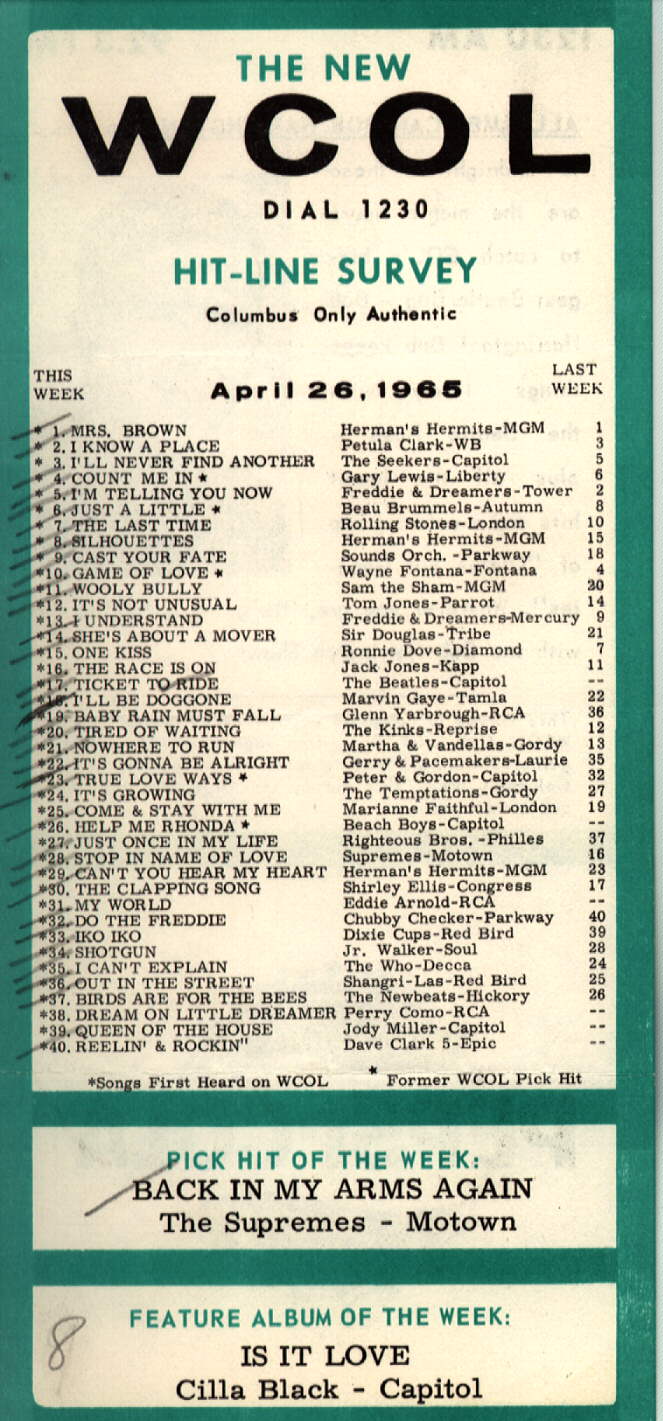 THE NEW
WCOL
DIAL 1230
HIT-LINE SURVEY
Columbus Only Authentic
THIS WEEK April 26, 1965 LAST WEEK
* 1. MRS. BROWN Herman's Hermits-MGM 1
* 2. I KNOW A PLACE Petula Clark-WB 3
* 3. I'LL NEVER FIND ANOTHER The Seekers-Capitol 5
* 4. COUNT ME IN ★ Gary Lewis-Liberty 6
* 5. I'M TELLING YOU NOW Freddie & Dreamers-Tower 2
* 6. JUST A LITTLE ★ Beau Brummels-Autumn 8
* 7. THE LAST TIME Rolling Stones-London 10
* 8. SILHOUETTES Herman's Hermits-MGM 15
* 9. CAST YOUR FATE Sounds Orch. -Parkway 18
*10. GAME OF LOVE ★ Wayne Fontana-Fontana 4
*11. WOOLY BULLY Sam the Sham-MGM 20
*12. IT'S NOT UNUSUAL Tom Jones-Parrot 14
*13. I UNDERSTAND Freddie & Dreamers-Mercury 9
*14. SHE'S ABOUT A MOVER Sir Douglas-Tribe 21
*15. ONE KISS Ronnie Dove-Diamond 7
*16. THE RACE IS ON Jack Jones-Kapp 11
*17. TICKET TO RIDE The Beatles-Capitol --
*18. I'LL BE DOGGONE Marvin Gaye-Tamla 22
*19. BABY RAIN MUST FALL Glenn Yarbrough-RCA 36
*20. TIRED OF WAITING The Kinks-Reprise 12
*21. NOWHERE TO RUN Martha & Vandellas-Gordy 13
*22. IT'S GONNA BE ALRIGHT Gerry & Pacemakers-Laurie 35
*23. TRUE LOVE WAYS ★ Peter & Gordon-Capitol 32
*24. IT'S GROWING The Temptations-Gordy 27
*25. COME & STAY WITH ME Marianne Faithful-London 19
*26. HELP ME RHONDA ★ Beach Boys-Capitol --
*27. JUST ONCE IN MY LIFE Righteous Bros. -Philles 37
*28. STOP IN NAME OF LOVE Supremes-Motown 16
*29. CAN'T YOU HEAR MY HEART Herman's Hermits-MGM 23
*30. THE CLAPPING SONG Shirley Ellis-Congress 17
*31. MY WORLD Eddie Arnold-RCA --
*32. DO THE FREDDIE Chubby Checker-Parkway 40
*33. IKO IKO Dixie Cups-Red Bird 39
*34. SHOTGUN Jr. Walker-Soul 28
*35. I CAN'T EXPLAIN The Who-Decca 24
*36. OUT IN THE STREET Shangri-Las-Red Bird 25
*37. BIRDS ARE FOR THE BEES The Newbeats-Hickory 26
*38. DREAM ON LITTLE DREAMER Perry Como-RCA --
*39. QUEEN OF THE HOUSE Jody Miller-Capitol --
*40. REELIN' & ROCKIN" Dave Clark 5-Epic --
*Songs First Heard on WCOL ★ Former WCOL Pick Hit
PICK HIT OF THE WEEK:
BACK IN MY ARMS AGAIN
The Supremes - Motown
FEATURE ALBUM OF THE WEEK:
8
IS IT LOVE
Cilla Black - Capitol